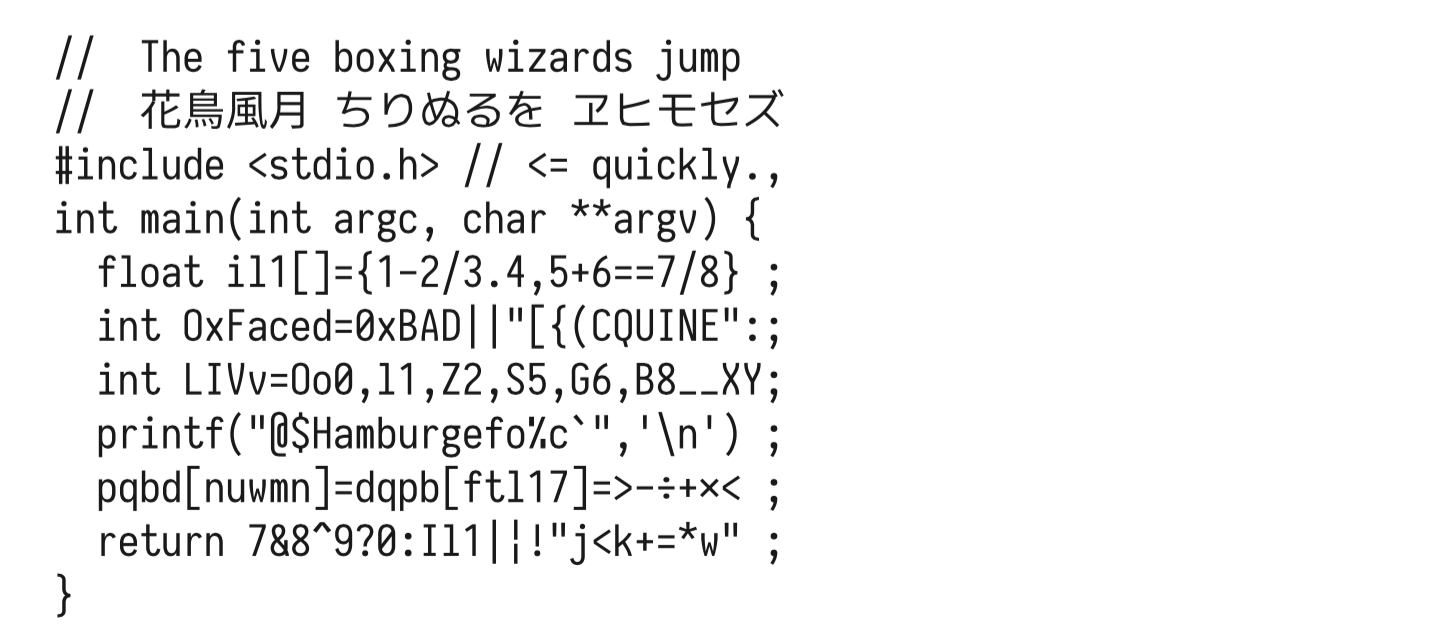 //  The five boxing wizards jump
//  花鳥風月 ちりぬるを ヱヒモセズ
#include <stdio.h> // <= quickly.,
int main(int argc, char **argv) {
  float il1[]={1-2/3.4,5+6==7/8} ;
  int OxFaced=0xBAD||"[{(CQUINE":;
  int LIVv=Oo0,l1,Z2,S5,G6,B8__XY;
  printf("@$Hamburgefo%c`",'\n') ;
  pqbd[nuwmn]=dqpb[ftl17]=>-÷+×< ;
  return 7&8^9?0:Il1||¦!"j<k+=*w" ;
}